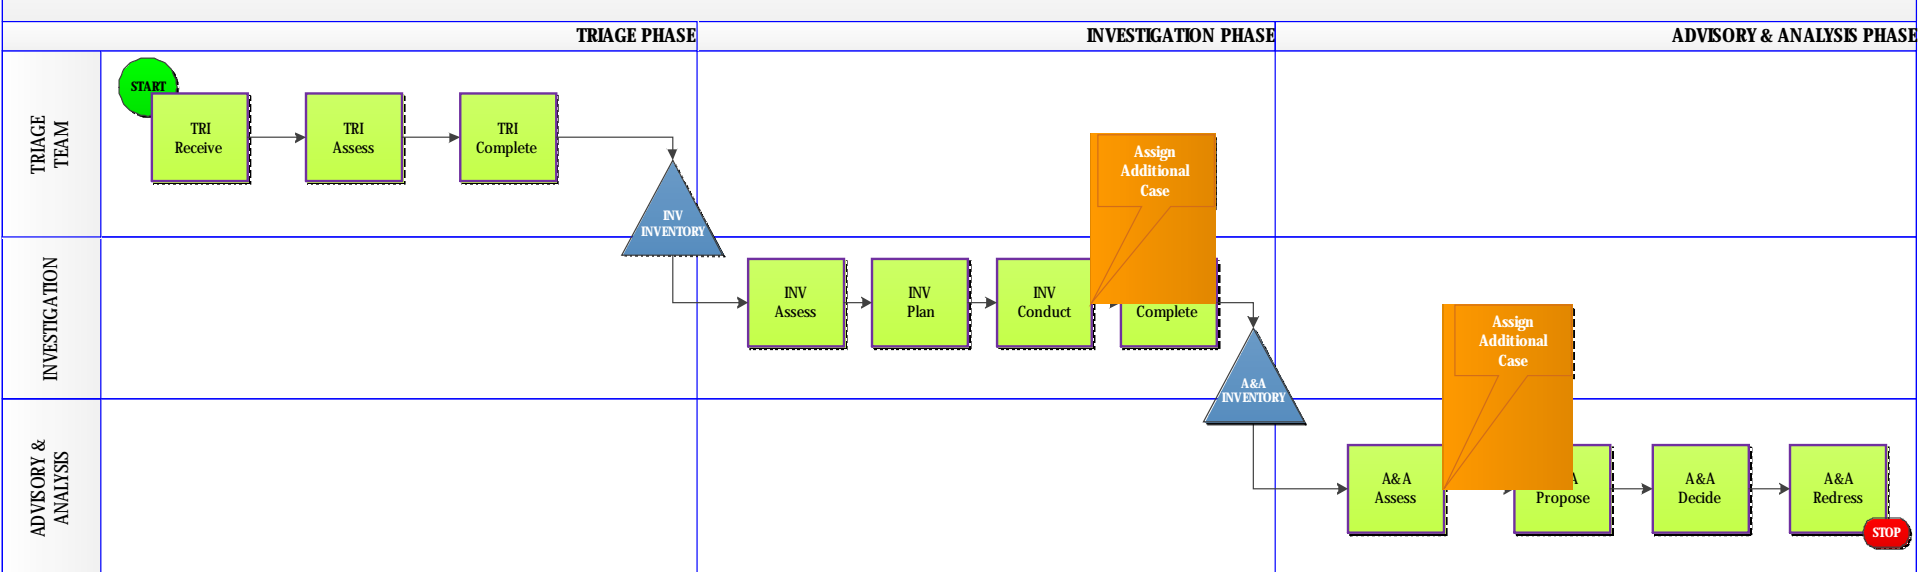 TRIAGE PHASE
INVESTIGATION PHASE
ADVISORY & ANALYSIS PHASE
TRIAGE
TEAM
START
TRI
Receive
TRI
Assess
TRI
Complete
INV
INVENTORY
Assign
Additional
Case
INVESTIGATION
INV
Assess
INV
Plan
INV
Conduct
Complete
A&A
INVENTORY
Assign
Additional
Case
ADVISORY &
ANALYSIS
A&A
Assess
A
Propose
A&A
Decide
A&A
Redress
STOP